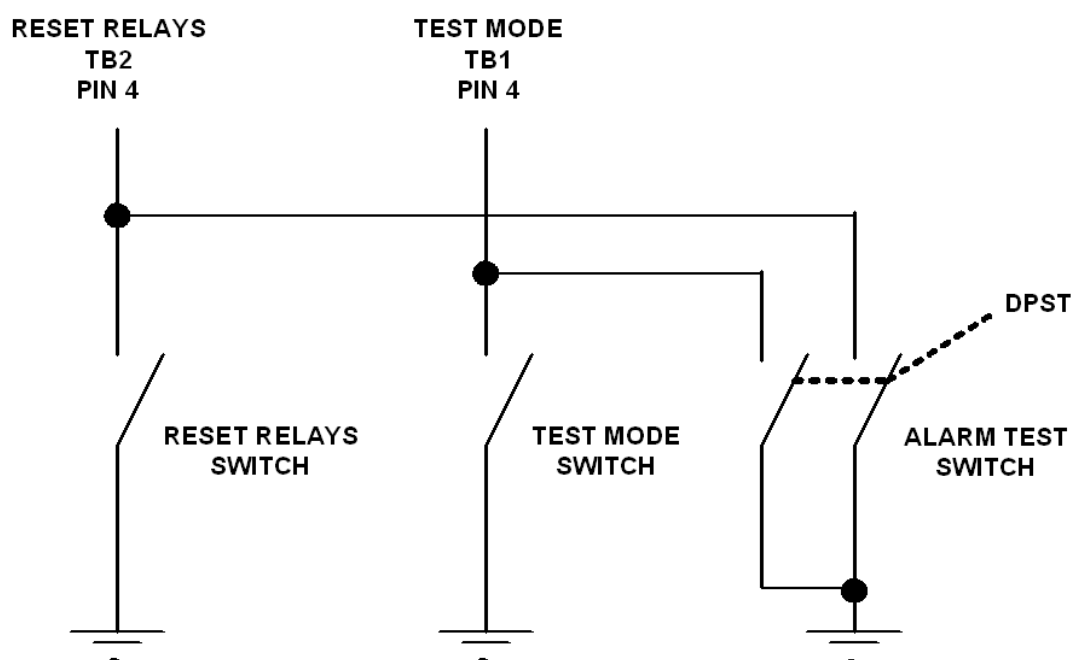 RESET RELAYS
TB2
PIN 4
TEST MODE
TB1
PIN 4
DPST
RESET RELAYS
SWITCH
TEST MODE
SWITCH
ALARM TEST
SWITCH